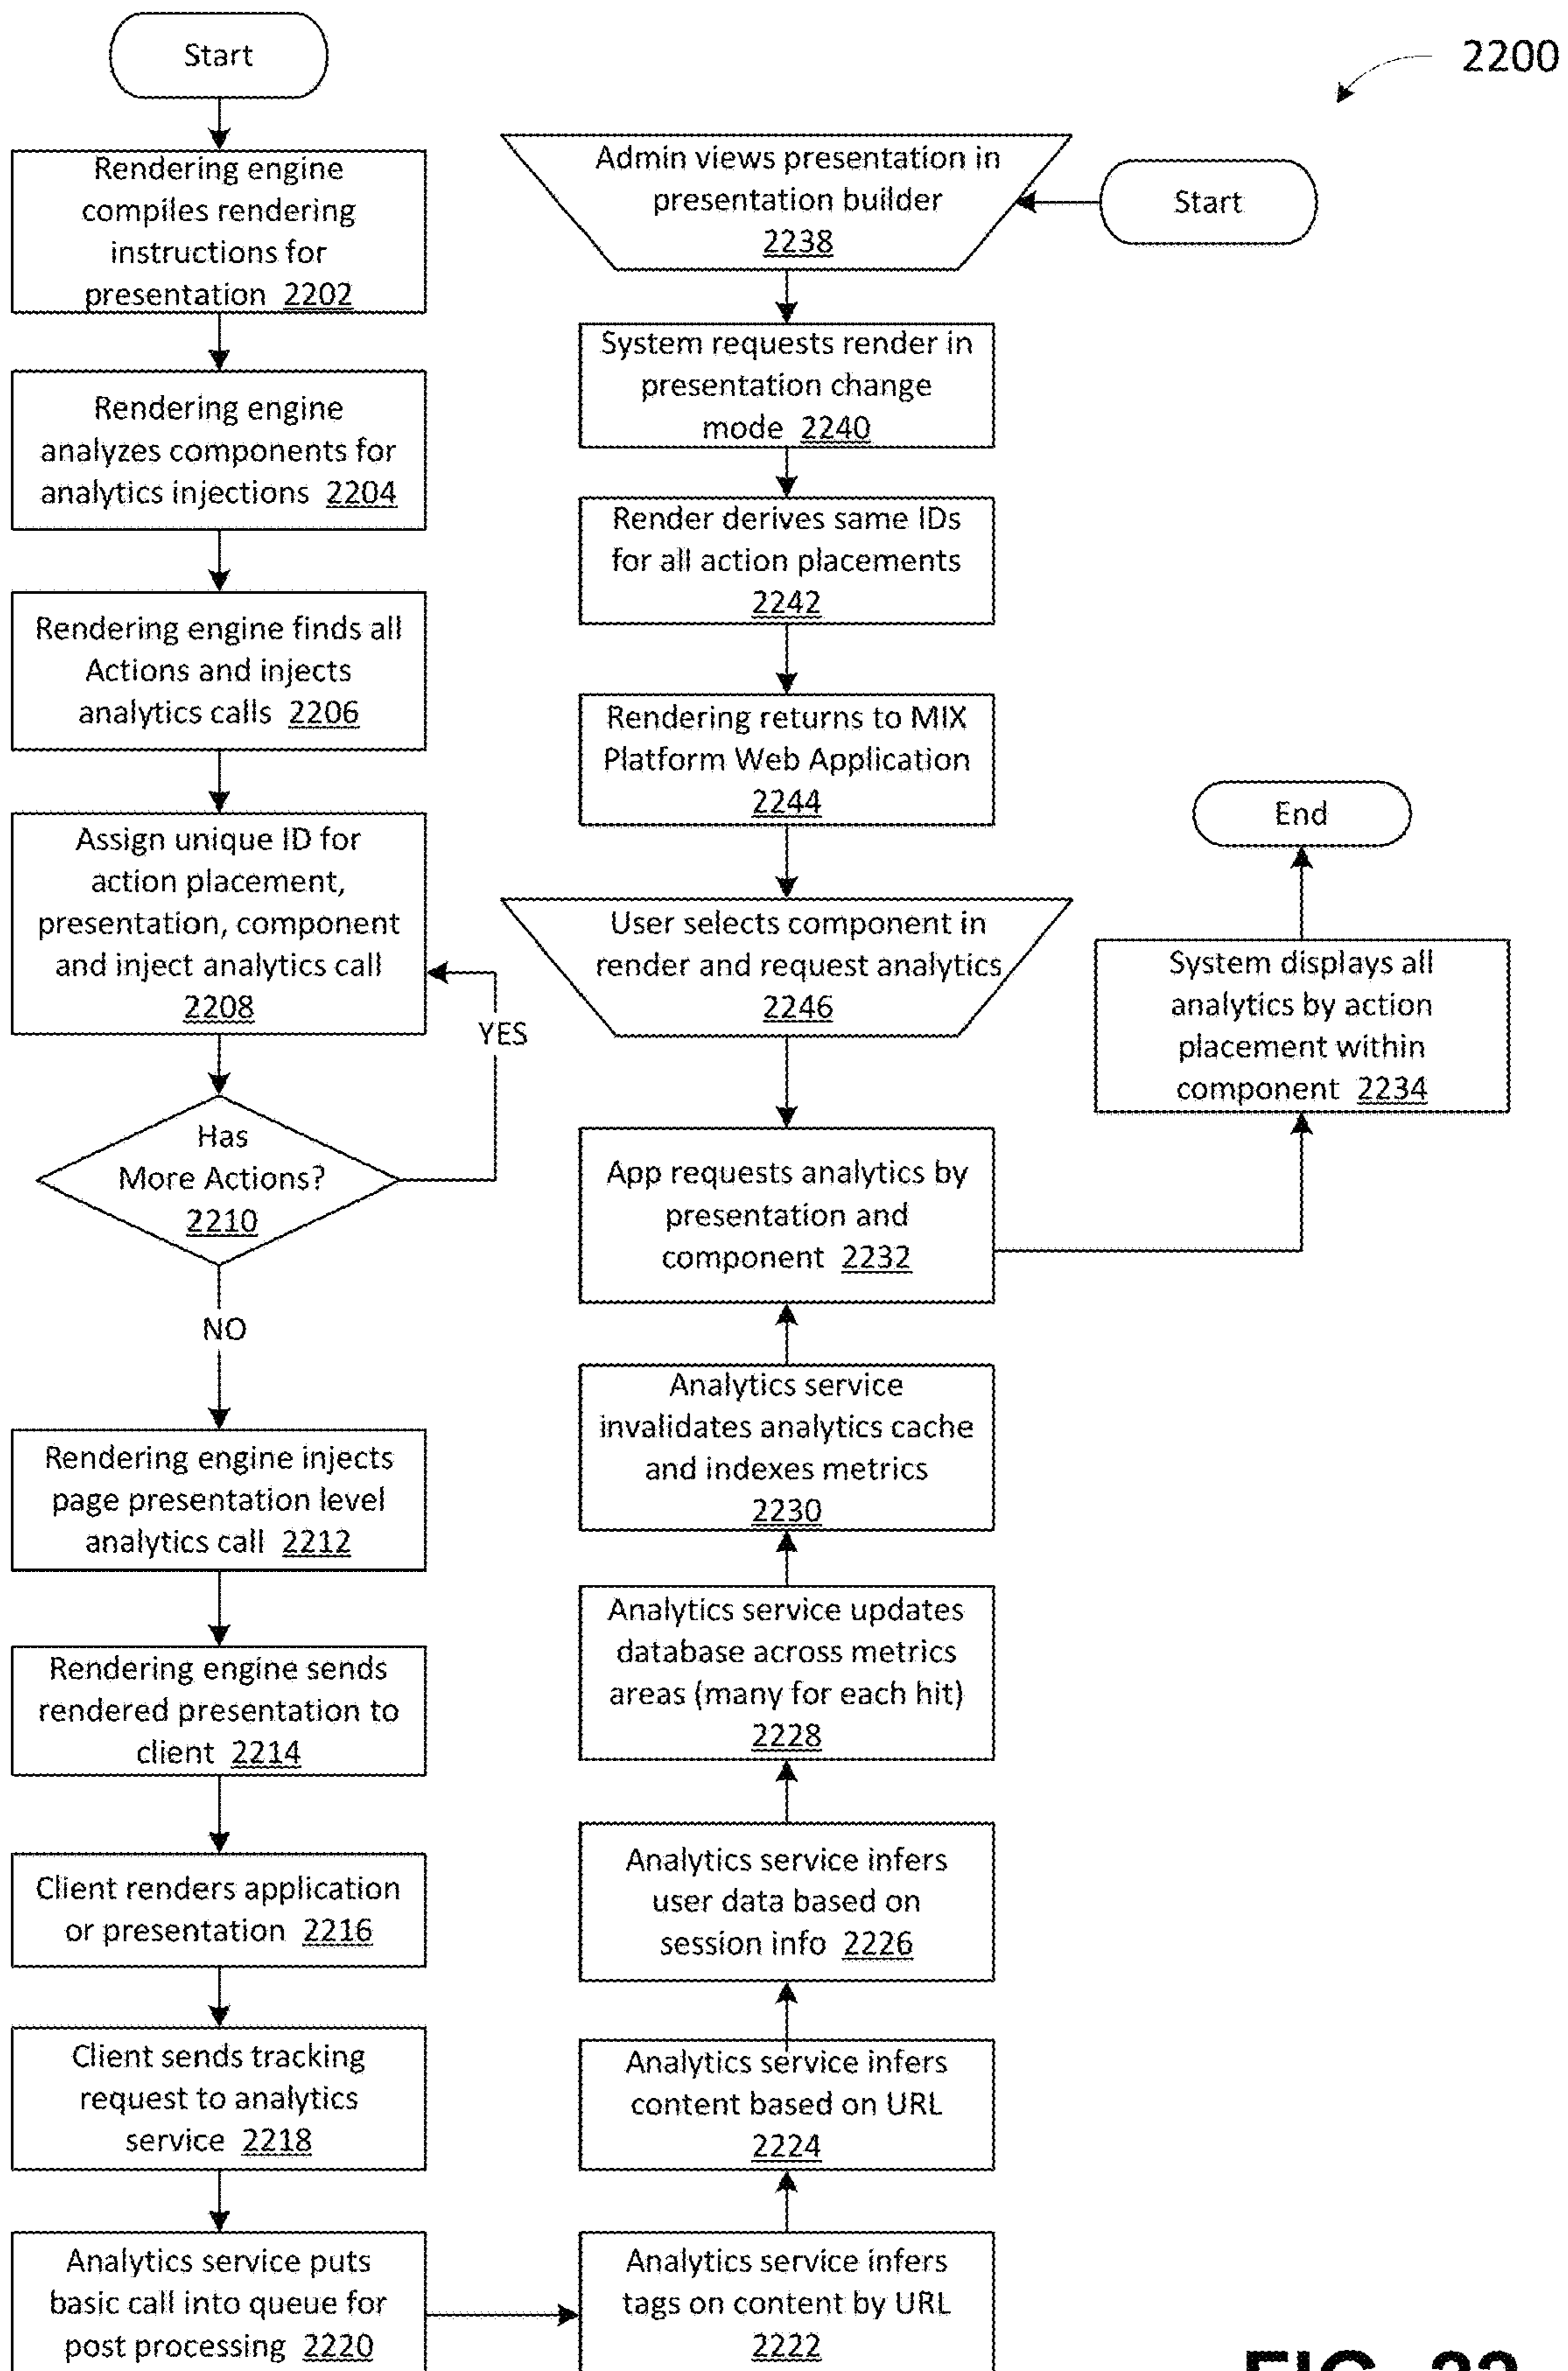 Start
Rendering engine
compiles rendering
instructions for
presentation 2202
Rendering engine
analyzes components for
analytics injections 2204
Rendering engine finds all
Actions and injects
analytics calls 2206
Assign unique ID for
action placement,
presentation, component
and inject analytics call
2208
YES
Has
More Actions?
2210
NO
Rendering engine injects
page presentation level
analytics call 2212
Rendering engine sends
rendered presentation to
client 2214
Client renders application
or presentation 2216
Client sends tracking
request to analytics
service 2218
Analytics service puts
basic call into queue for
post processing 2220
2200
Admin views presentation in
presentation builder
2238
Start
System requests render in
presentation change
mode 2240
Render derives same IDs
for all action placements
2242
Rendering returns to MIX
Platform Web Application
2244
User selects component in
render and request analytics
2246
App requests analytics by
presentation and
component 2232
Analytics service
invalidates analytics cache
and indexes metrics
2230
Analytics service updates
database across metrics
areas (many for each hit)
2228
Analytics service infers
user data based on
session info 2226
Analytics service infers
content based on URL
2224
Analytics service infers
tags on content by URL
2222
End
System displays all
analytics by action
placement within
component 2234
FIG. 22